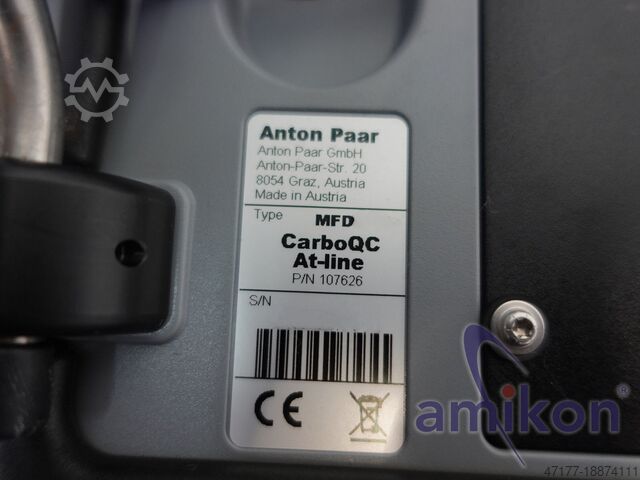 Anton Paar
Anton Paar GmbH
Anton-Paar-Str. 20
8054 Graz, Austria
Made in Austria
Type MFD
CarboQC
At-line
P/N 107626
S/N
CE
amikon®
47177-18874111